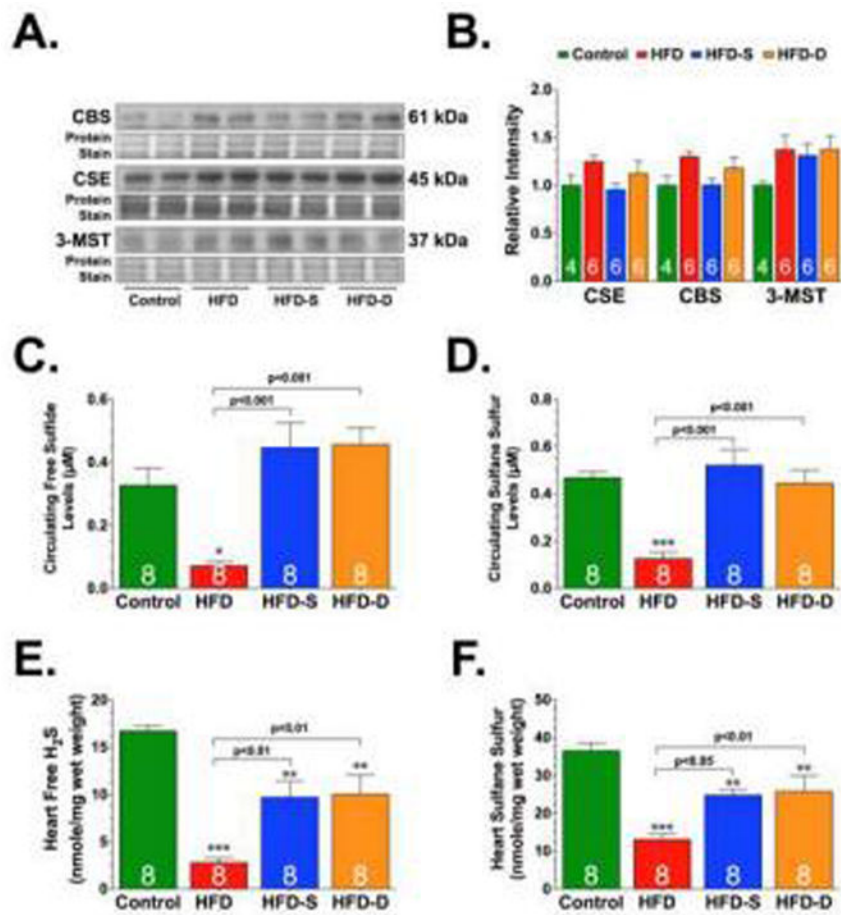 A.
CBS 61 kDa
Protein
Stain
CSE 45 kDa
Protein
Stain
3-MST 37 kDa
Protein
Stain
Control HFD HFD-S HFD-D
B.
Control HFD HFD-S HFD-D
Relative Intensity
2.0
1.5
1.0
0.5
0.0
4 6 6 6 4 6 6 6 4 6 6 6
CSE CBS 3-MST
C.
Circulating Free Sulfide
Levels (µM)
0.6
0.4
0.2
0.0
p<0.001
p<0.001
*
8 8 8 8
Control HFD HFD-S HFD-D
D.
Circulating Sulfane Sulfur
Levels (µM)
0.8
0.6
0.4
0.2
0.0
p<0.001
p<0.001
***
8 8 8 8
Control HFD HFD-S HFD-D
E.
Heart Free H₂S
(nmole/mg wet weight)
20
15
10
5
0
p<0.01
p<0.01
*** ** **
8 8 8 8
Control HFD HFD-S HFD-D
F.
Heart Sulfane Sulfur
(nmole/mg wet weight)
50
40
30
20
10
0
p<0.01
p<0.05
*** ** **
8 8 8 8
Control HFD HFD-S HFD-D